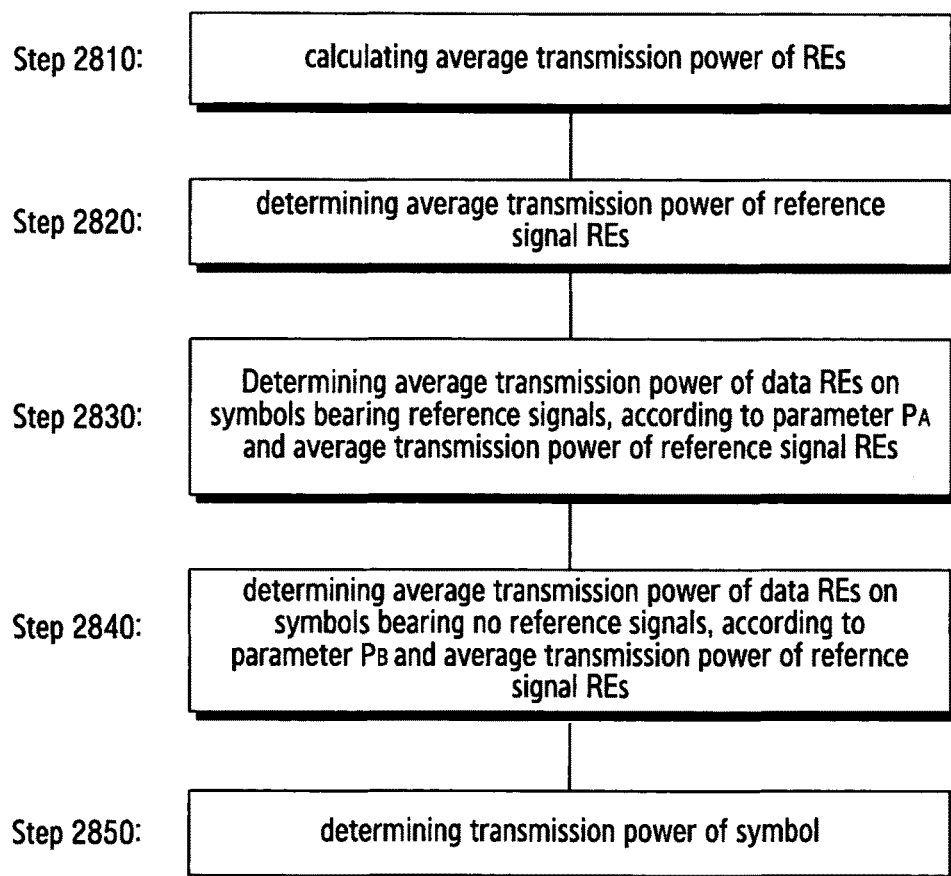 Step 2810:
calculating average transmission power of REs
Step 2820:
determining average transmission power of reference
signal REs
Step 2830:
Determining average transmission power of data REs on
symbols bearing reference signals, according to parameter PA
and average transmission power of reference signal REs
Step 2840:
determining average transmission power of data REs on
symbols bearing no reference signals, according to
parameter PB and average transmission power of refernce
signal REs
Step 2850:
determining transmission power of symbol